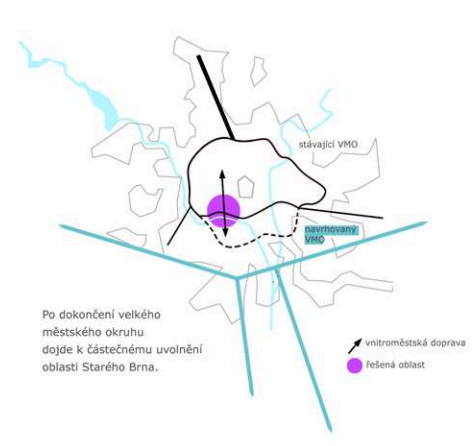 stávající VMO
navrhovaný
VMO
Po dokončení velkého
městského okruhu
dojde k částečnému uvolnění
oblasti Starého Brna.
vnitroměstská doprava
řešená oblast